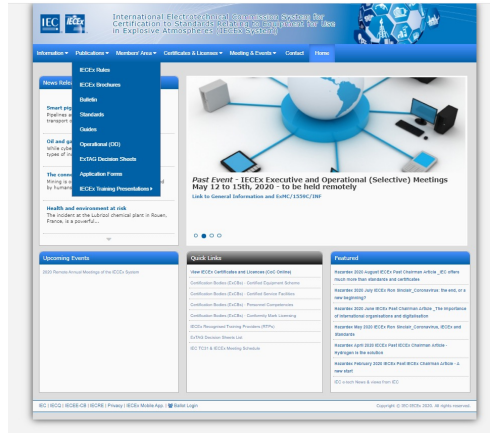 IEC IECEx
International Electrotechnical Commission System for
Certification to Standards Relating to Equipment for Use
in Explosive Atmospheres (IECEx System)
Information Publications Members' Area Certificates & Licenses Meeting & Events Contact Home
IECEx Rules
IECEx Brochures
Bulletin
Standards
Guides
Operational (OD)
ExTAG Decision Sheets
Application Forms
IECEx Training Presentations
News Relea
Smart pig
Pipelines a
transport o
Oil and ga
While cybe
types of in
The conne
Mining is o
by humans
Health and environment at risk
The incident at the Lubrizol chemical plant in Rouen,
France, is a powerful...
Past Event - IECEx Executive and Operational (Selective) Meetings
May 12 to 15th, 2020 - to be held
remotely
Link to General Information and ExMC/1559C/INF
Upcoming Events
2020 Remote Annual Meetings of the IECEx System
Quick Links
View IECEx Certificates and Licences (CoC Online)
Certification Bodies (ExCBs) - Certified Equipment Scheme
Certification Bodies (ExCBs) - Certified Service Facilities
Certification Bodies (ExCBs) - Personnel Competencies
Certification Bodies (ExCBs) - Conformity Mark Licensing
IECEx Recognised Training Providers (RTPs)
ExTAG Decision Sheets List
IEC TC31 & IECEx Meeting Schedule
Featured
Hazardex 2020 August IECEx Past Chairman Article _IEC offers
much more than standards and certificates
Hazardex 2020 July IECEx Ron Sinclair_Coronavirus: the end, or a
new beginning?
Hazardex 2020 June IECEx Past Chairman Article _The importance
of international organisations and digitalisation
Hazardex May 2020 IECEx Ron Sinclair_Coronavirus, IECEx and
Standards
Hazardex April 2020 IECEx Past IECEx Chairman Article -
Hydrogen is the solution
Hazardex February 2020 IECEx Past IECEx Chairman Article - A
new start
IEC e-tech News & views from IEC
IEC | IECQ | IECEE-CB | IECRE | Privacy | IECEx Mobile App. | Ballot Login
Copyright © IEC-IECEx 2020. All rights reserved.